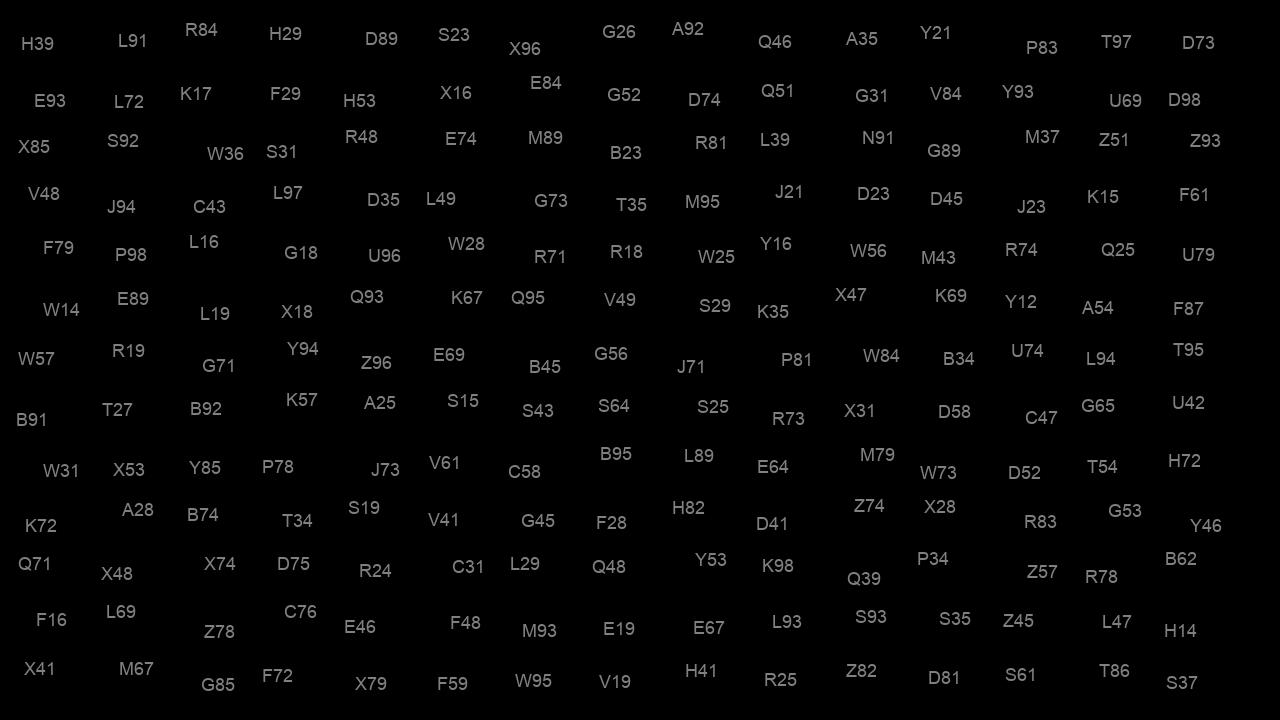 H39 L91 R84 H29 D89 S23 X96 G26 A92 Q46 A35 Y21 P83 T97 D73
E93 L72 K17 F29 H53 X16 E84 G52 D74 Q51 G31 V84 Y93 U69 D98
X85 S92 W36 S31 R48 E74 M89 B23 R81 L39 N91 G89 M37 Z51 Z93
V48 J94 C43 L97 D35 L49 G73 T35 M95 J21 D23 D45 J23 K15 F61
F79 P98 L16 G18 U96 W28 R71 R18 W25 Y16 W56 M43 R74 Q25 U79
W14 E89 L19 X18 Q93 K67 Q95 V49 S29 K35 X47 K69 Y12 A54 F87
W57 R19 G71 Y94 Z96 E69 B45 G56 J71 P81 W84 B34 U74 L94 T95
B91 T27 B92 K57 A25 S15 S43 S64 S25 R73 X31 D58 C47 G65 U42
W31 X53 Y85 P78 J73 V61 C58 B95 L89 E64 M79 W73 D52 T54 H72
K72 A28 B74 T34 S19 V41 G45 F28 H82 D41 Z74 X28 R83 G53 Y46
Q71 X48 X74 D75 R24 C31 L29 Q48 Y53 K98 Q39 P34 Z57 R78 B62
F16 L69 Z78 C76 E46 F48 M93 E19 E67 L93 S93 S35 Z45 L47 H14
X41 M67 G85 F72 X79 F59 W95 V19 H41 R25 Z82 D81 S61 T86 S37